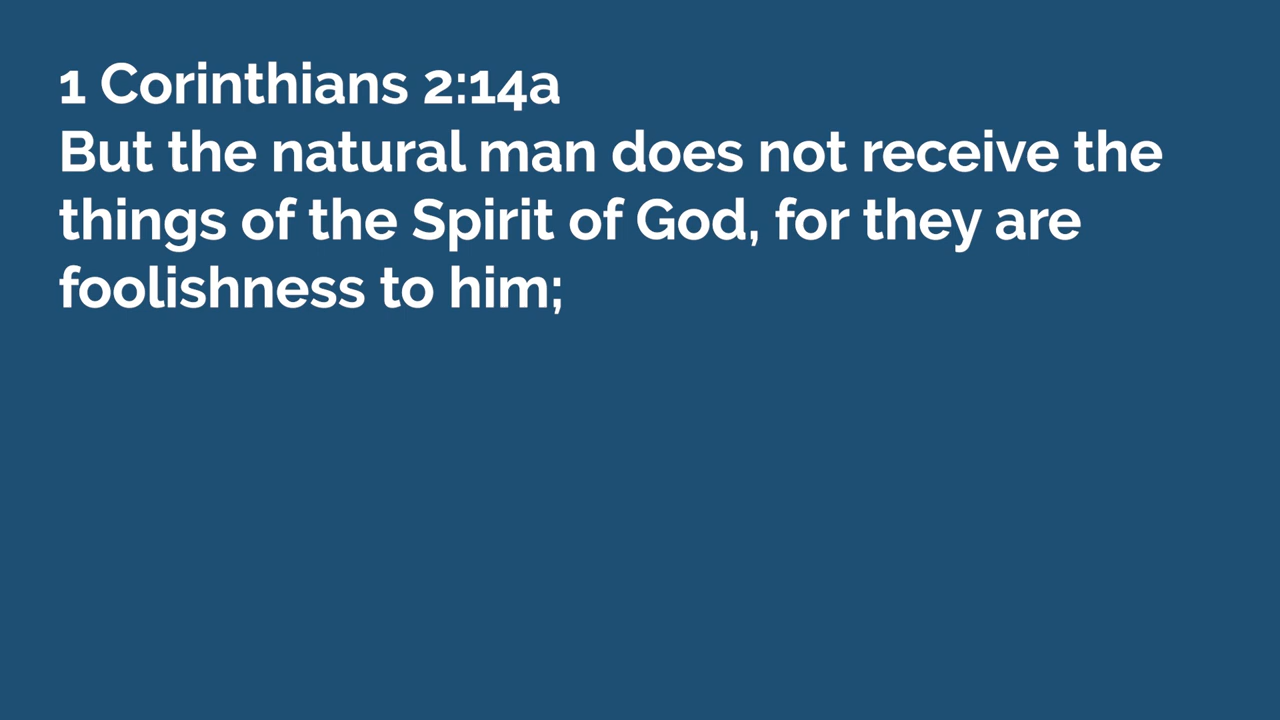 1 Corinthians 2:14a
But the natural man does not receive the
things of the Spirit of God, for they are
foolishness to him;